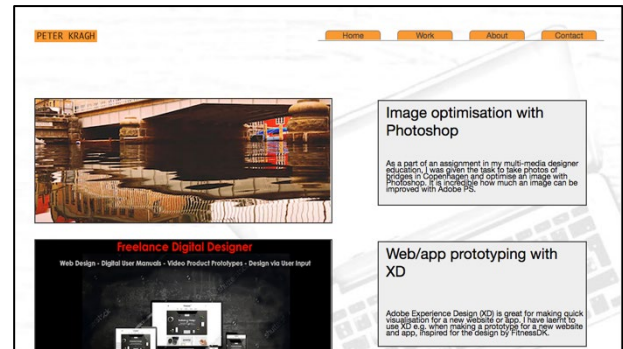 PETER KRAGH
Home
Work
About
Contact
Image optimisation with
Photoshop
As a part of an assignment in my multi-media designer
education, I was given the task to take photos of
bridges in Copenhagen and optimise an image with
Photoshop. It is incredible how much an image can be
improved with Adobe PS.
Freelance Digital Designer
Web Design - Digital User Manuals - Video Product Prototypes - Design via User Input
Web/app prototyping with
XD
Adobe Experience Design (XD) is great for making quick
visualisation for a new website or app. I have laernt to
use XD e.g. when making a prototype for a new website
and app, inspired for the design by FitnessDK.